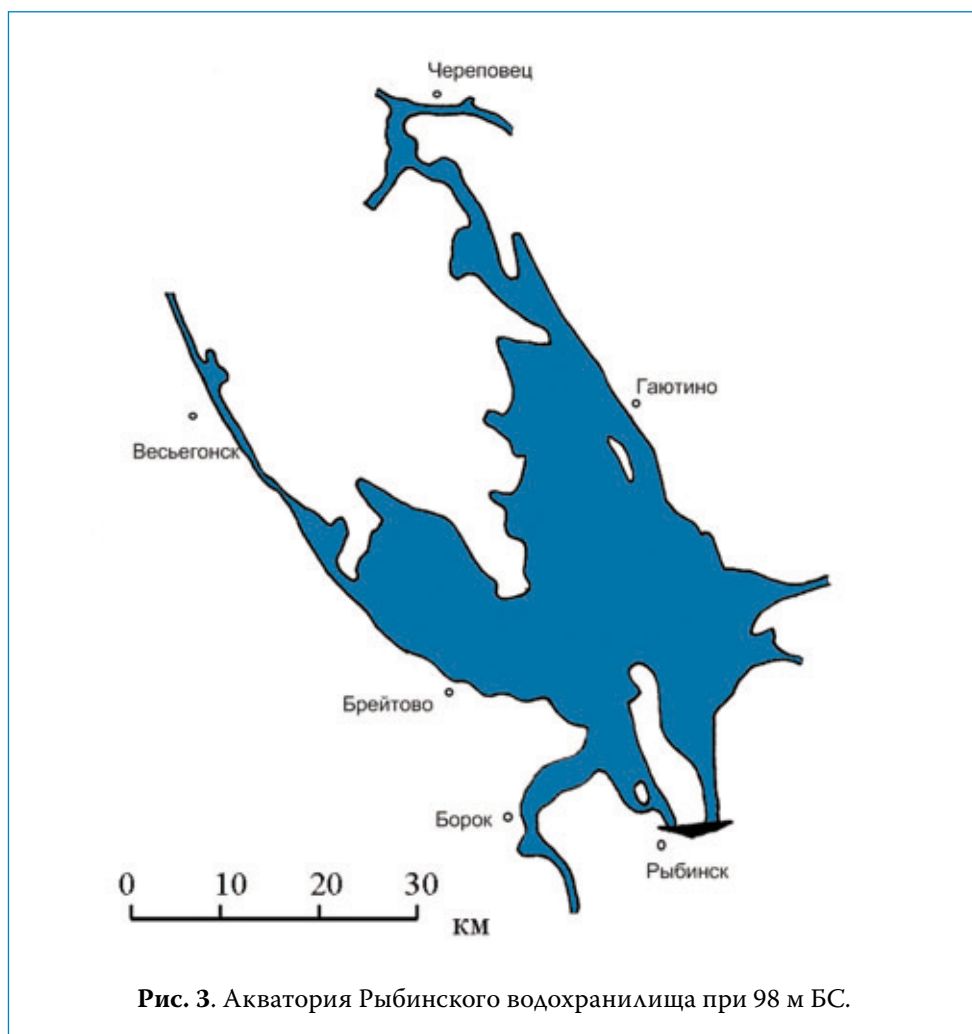 Череповец
Гаютино
Весьегонск
Брейтово
Борок
Рыбинск
0 10 20 30
км
Рис. 3. Акватория Рыбинского водохранилища при 98 м БС.